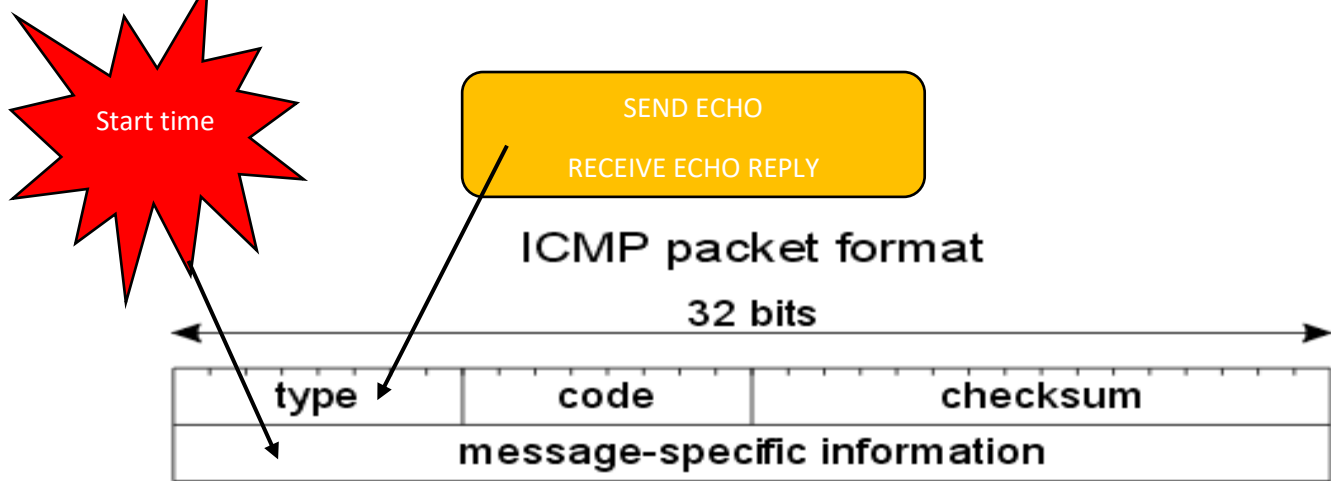 Start time
SEND ECHO
RECEIVE ECHO REPLY
ICMP packet format
32 bits
type code checksum
message-specific information